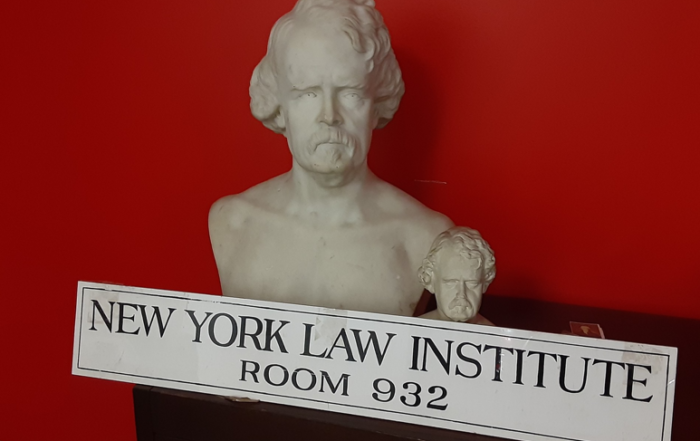 NEW YORK LAW INSTITUTE
ROOM 932